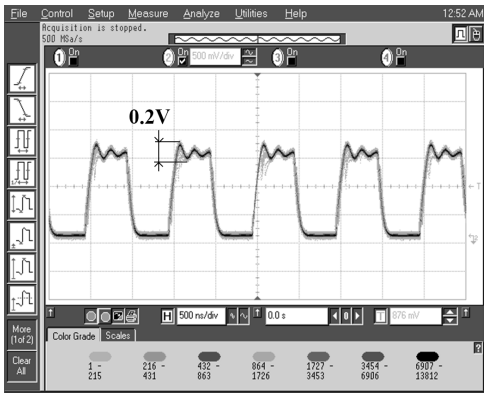 File Control Setup Measure Analyze Utilities Help 12:52 AM
Acquisition is stopped.
500 MSa/s
1 On 2 On 500 mV/div 3 On 4 On
0.2V
T
More
(1of 2)
Clear
All
H 500 ns/div 0.0 s 0 T 876 mV
Color Grade Scales
?
1 - 216 - 432 - 864 - 1727 - 3454 - 6907 -
215 431 863 1726 3453 6906 13812